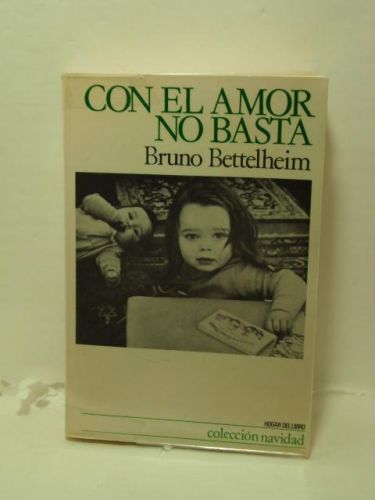 CON EL AMOR
NO BASTA
Bruno Bettelheim
HOGAR DEL LIBRO
colección navidad